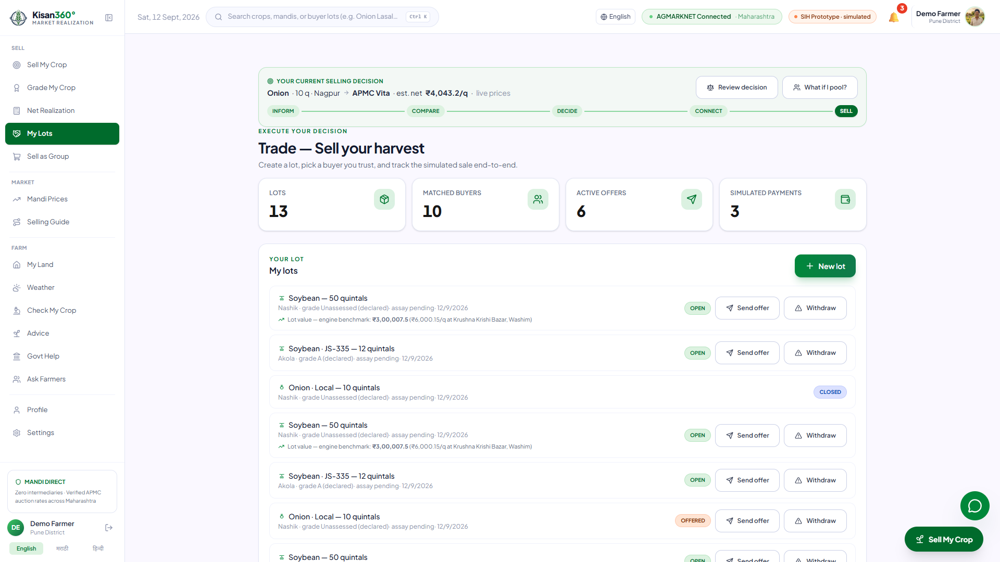 Kisan360°
MARKET REALIZATION
SELL
Sell My Crop
Grade My Crop
Net Realization
My Lots
Sell as Group
MARKET
Mandi Prices
Selling Guide
FARM
My Land
Weather
Check My Crop
Advice
Govt Help
Ask Farmers
Profile
Settings
MANDI DIRECT
Zero intermediaries · Verified APMC
auction rates across Maharashtra
DE
Demo Farmer
Pune District
English मराठी हिन्दी
Sat, 12 Sept, 2026
Search crops, mandis, or buyer lots (e.g. Onion Lasal... Ctrl K
English
AGMARKNET Connected · Maharashtra
SIH Prototype · simulated
3
Demo Farmer
Pune District
YOUR CURRENT SELLING DECISION
Onion · 10 q · Nagpur → APMC Vita · est. net ₹4,043.2/q · live prices
Review decision
What if I pool?
INFORM COMPARE DECIDE CONNECT SELL
EXECUTE YOUR DECISION
Trade — Sell your harvest
Create a lot, pick a buyer you trust, and track the simulated sale end-to-end.
LOTS
13
MATCHED BUYERS
10
ACTIVE OFFERS
6
SIMULATED PAYMENTS
3
YOUR LOT
My lots
New lot
Soybean — 50 quintals
Nashik · grade Unassessed (declared)· assay pending· 12/9/2026
Lot value — engine benchmark: ₹3,00,007.5 (₹6,000.15/q at Krushna Krishi Bazar, Washim)
OPEN Send offer Withdraw
Soybean · JS-335 — 12 quintals
Akola · grade A (declared)· assay pending· 12/9/2026
OPEN Send offer Withdraw
Onion · Local — 10 quintals
Nashik · grade Unassessed (declared)· assay pending· 12/9/2026
CLOSED
Soybean — 50 quintals
Nashik · grade Unassessed (declared)· assay pending· 12/9/2026
Lot value — engine benchmark: ₹3,00,007.5 (₹6,000.15/q at Krushna Krishi Bazar, Washim)
OPEN Send offer Withdraw
Soybean · JS-335 — 12 quintals
Akola · grade A (declared)· assay pending· 12/9/2026
OPEN Send offer Withdraw
Onion · Local — 10 quintals
Nashik · grade Unassessed (declared)· assay pending· 12/9/2026
OFFERED Send offer Withdraw
Soybean — 50 quintals
OPEN Send offer Withdraw
Sell My Crop